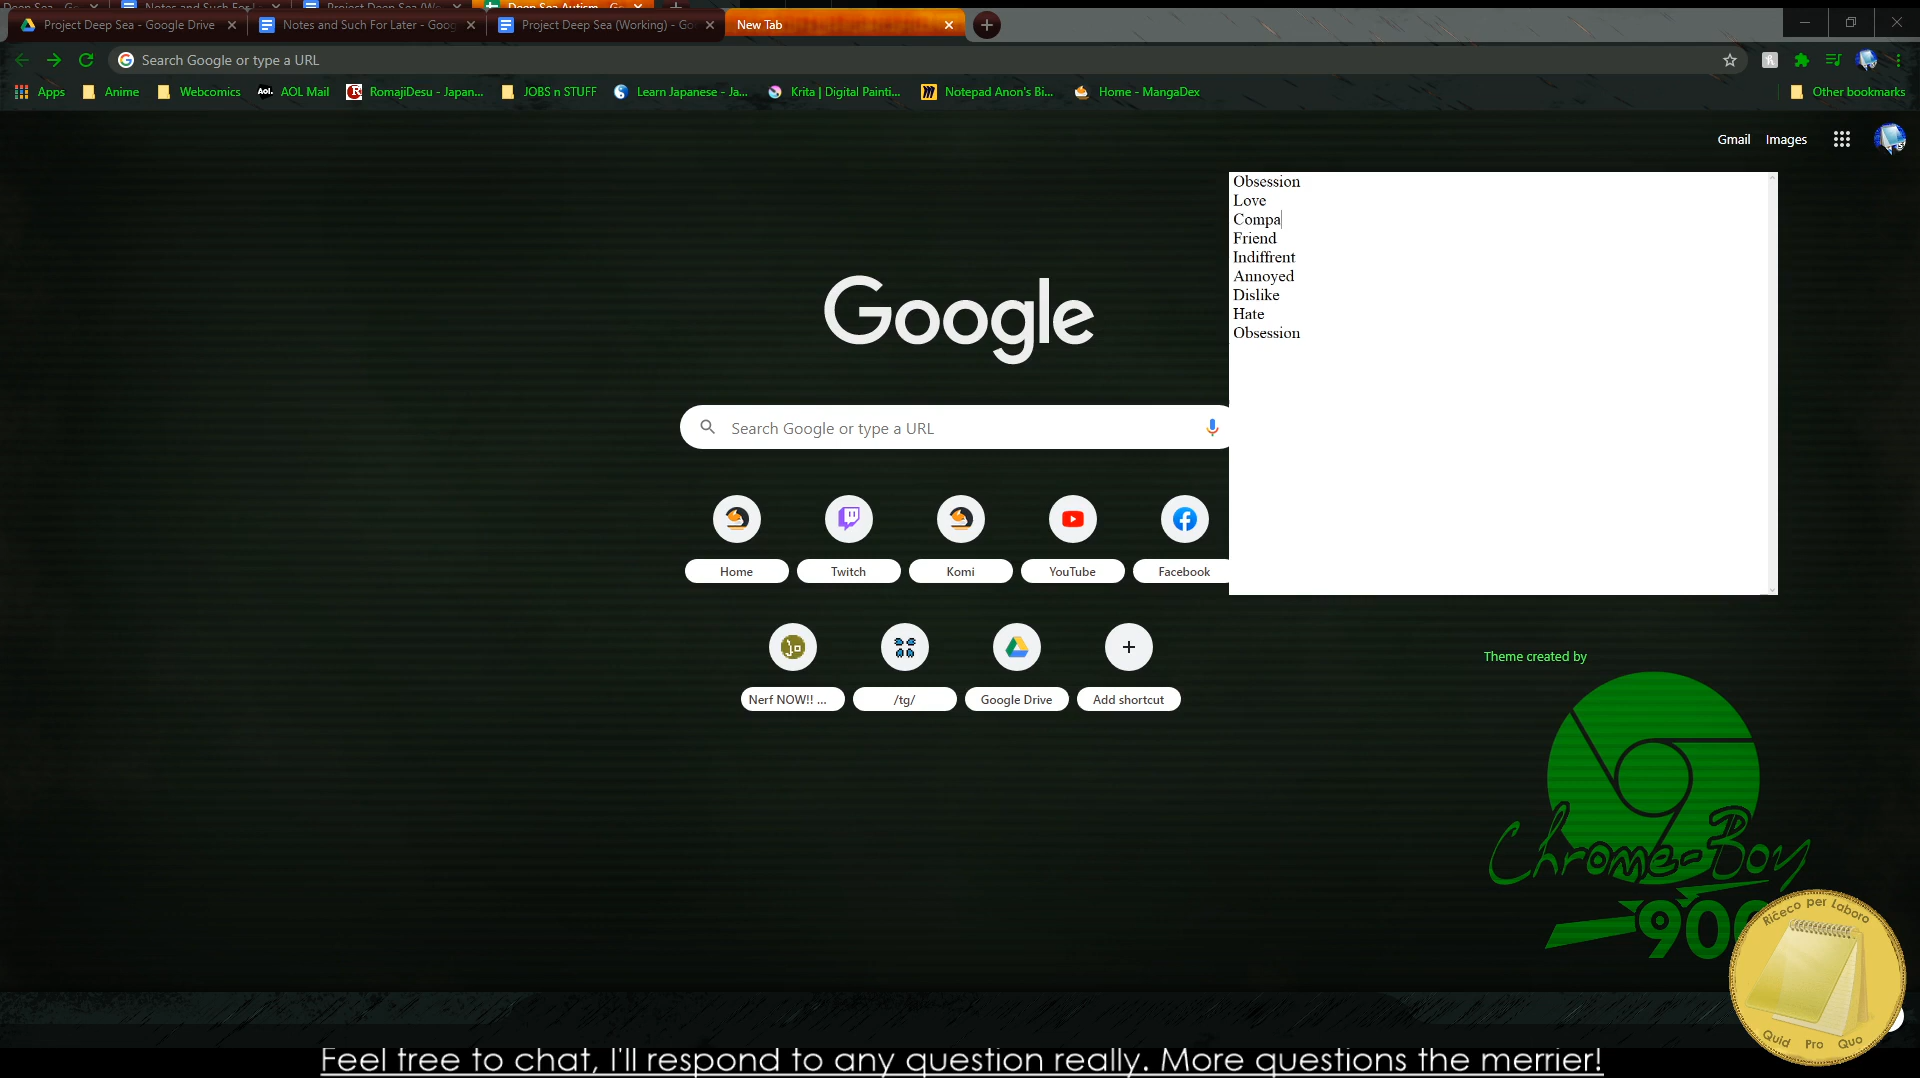 Project Deep Sea - Google Drive
Notes and Such For Later - Goog
Project Deep Sea (Working) - Go
New Tab
Search Google or type a URL
Apps
Anime
Webcomics
Aol.
AOL Mail
RomajiDesu - Japan...
JOBS n STUFF
Learn Japanese - Ja...
Krita | Digital Painti...
Notepad Anon's Bi...
Home - MangaDex
Other bookmarks
Gmail
Images
Obsession
Love
Compa
Friend
Indiffrent
Annoyed
Dislike
Hate
Obsession
Google
Search Google or type a URL
Home
Twitch
Komi
YouTube
Facebook
Nerf NOW!! ...
/tg/
Google Drive
Add shortcut
Theme created by
Chrome-Boy
900
Riceco per Laboro
Quid Pro Quo
Feel free to chat, I'll respond to any question really. More questions the merrier!